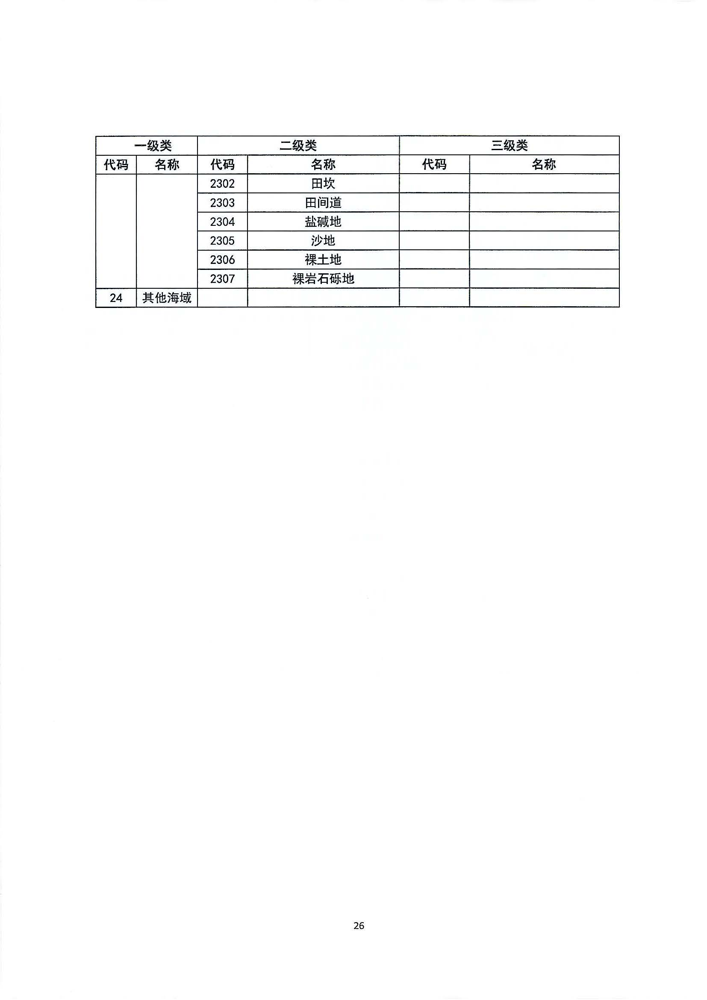 一级类 二级类 三级类
代码 名称 代码 名称 代码 名称
2302 田坎
2303 田间道
2304 盐碱地
2305 沙地
2306 裸土地
2307 裸岩石砾地
24 其他海域
26